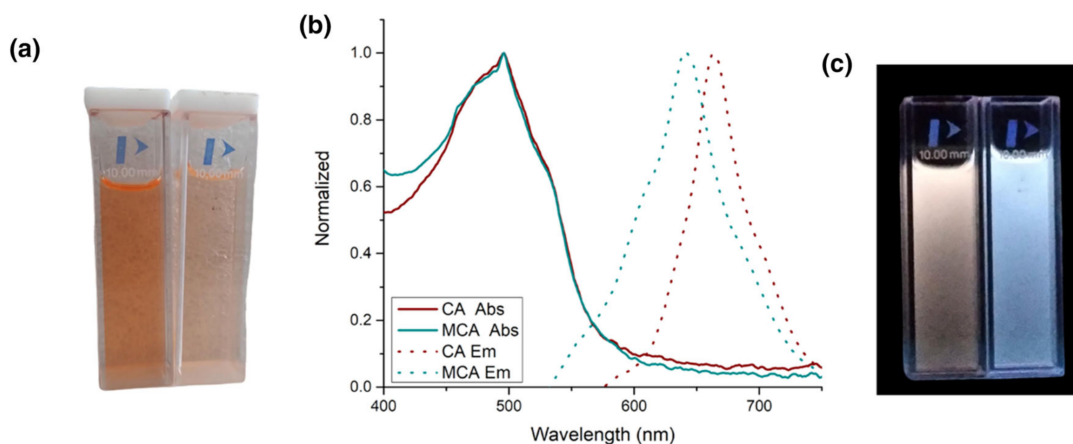 (a)
10.00 mm
10.00 mm
(b)
Normalized
1.0
0.8
0.6
0.4
0.2
0.0
CA Abs
MCA Abs
CA Em
MCA Em
400
500
600
700
Wavelength (nm)
(c)
10.00 mm
10.00 mm